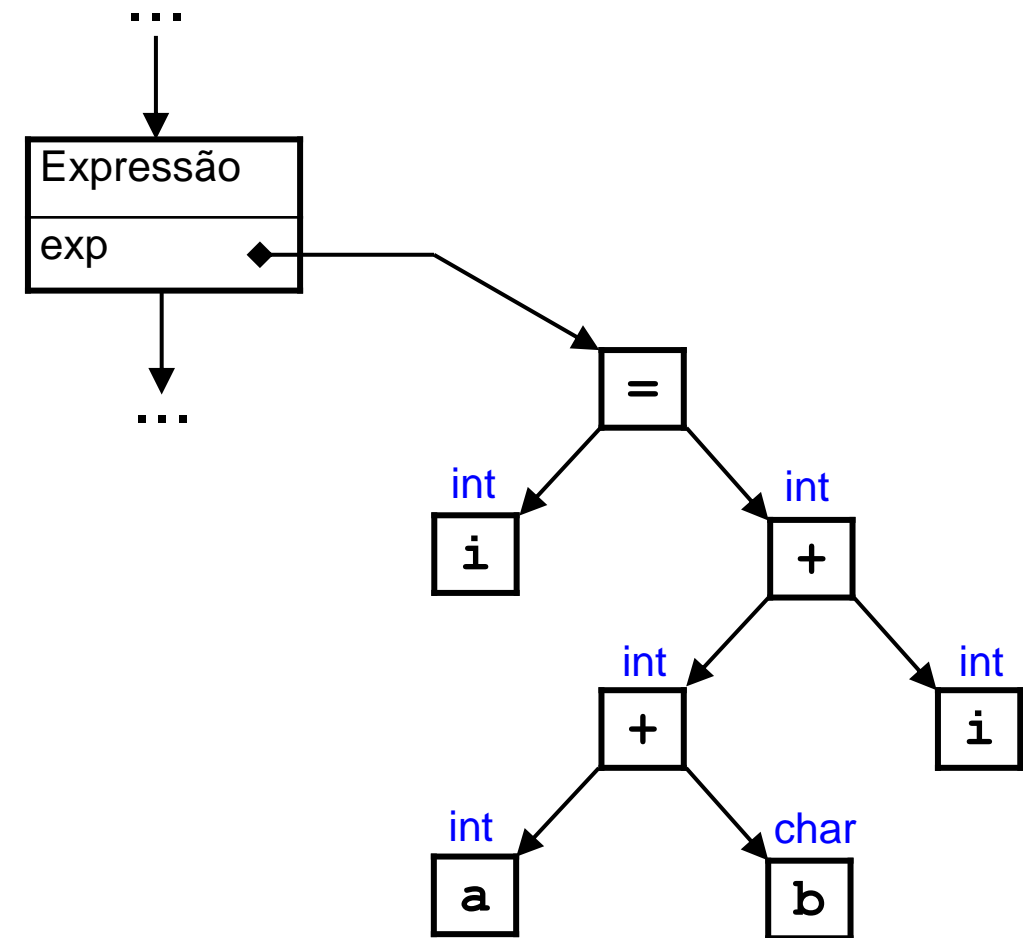 ...
Expressão
exp
...
=
int int
i +
int int
+ i
int char
a b